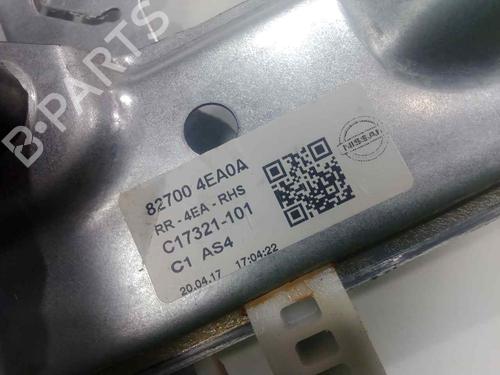 B-PARTS
82700 4EA0A
RR - 4EA - RHS
C17321-101
C1 AS4
20.04.17 17:04:22
NISSAN